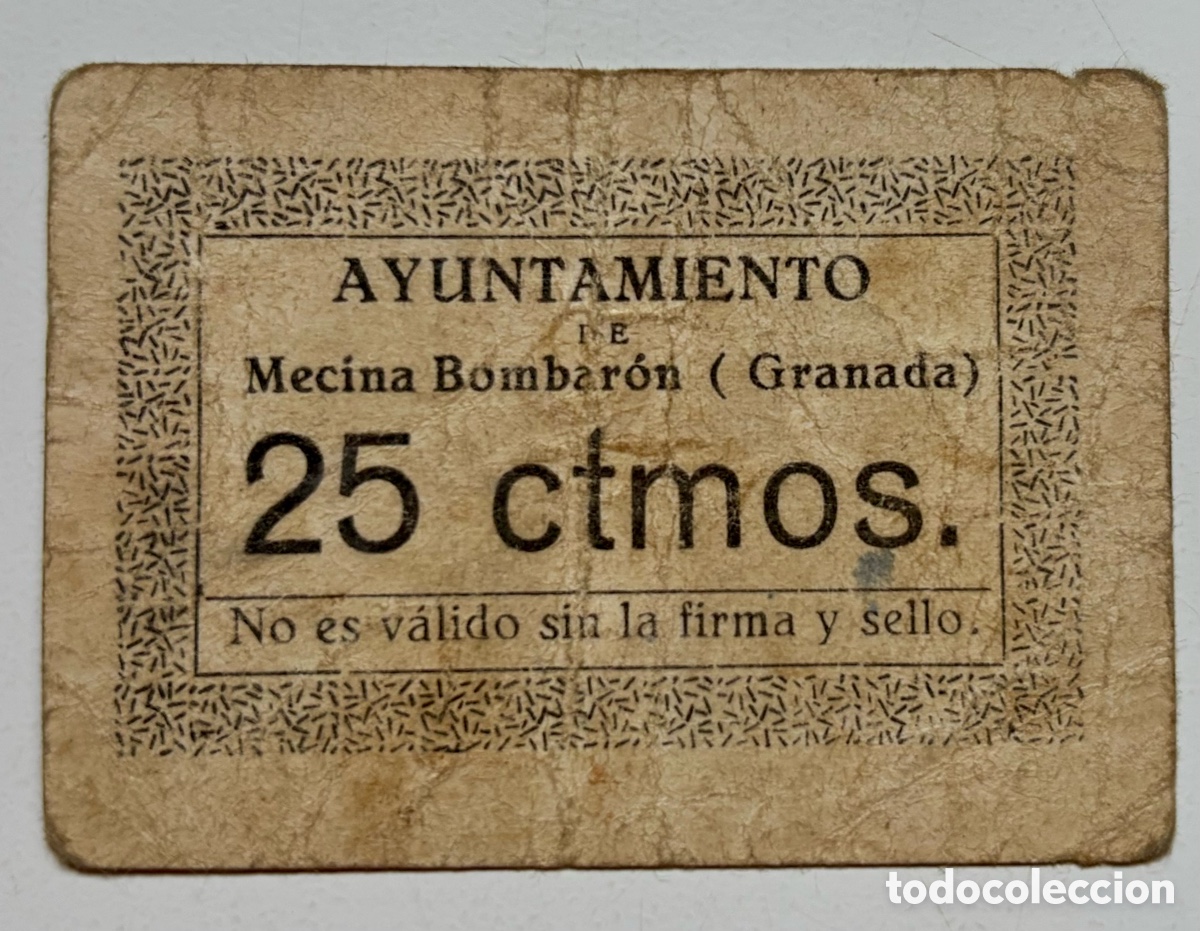 AYUNTAMIENTO
DE
Mecina Bombarón ( Granada)
25 ctmos.
No es válido sin la firma y sello.
todocoleccion